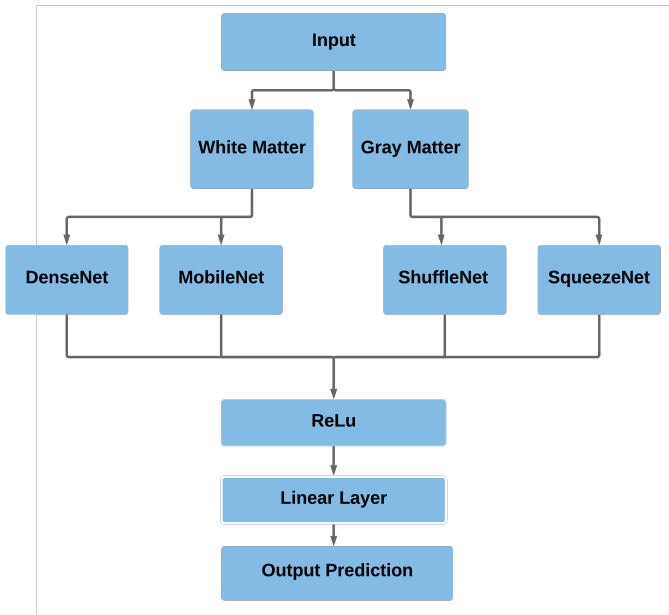 Input
White Matter
Gray Matter
DenseNet
MobileNet
ShuffleNet
SqueezeNet
ReLu
Linear Layer
Output Prediction